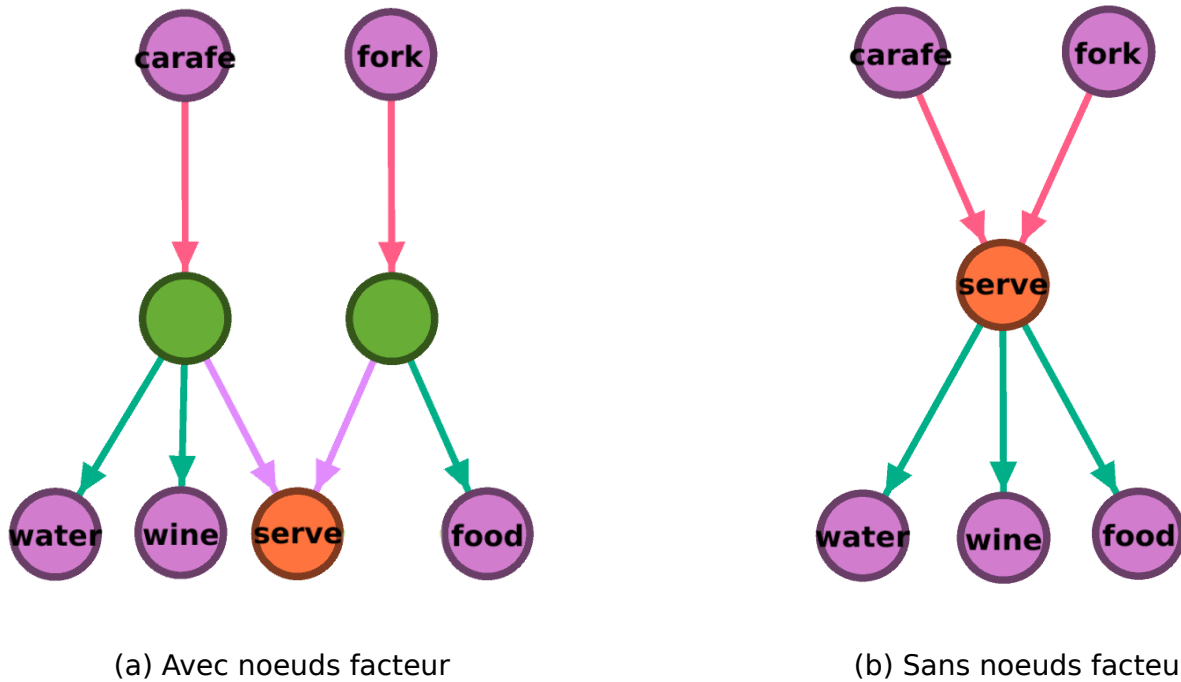 carafe fork
water wine serve food
(a) Avec noeuds facteur
carafe fork
serve
water wine food
(b) Sans noeuds facteu